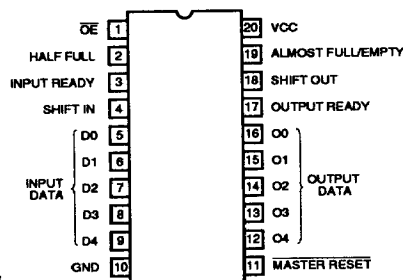 OE 1 20 VCC
HALF FULL 2 19 ALMOST FULL/EMPTY
INPUT READY 3 18 SHIFT OUT
SHIFT IN 4 17 OUTPUT READY
D0 5 16 O0
D1 6 15 O1
INPUT DATA D2 7 14 O2 OUTPUT DATA
D3 8 13 O3
D4 9 12 O4
GND 10 11 MASTER RESET